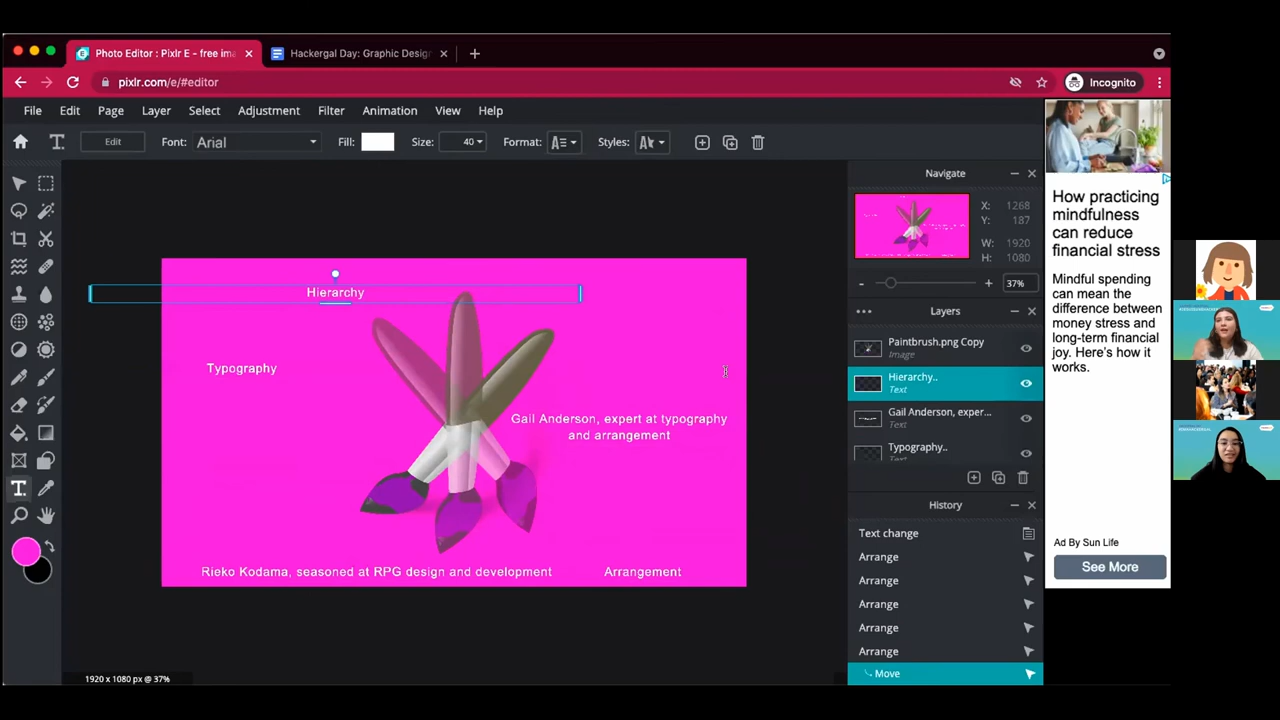 Photo Editor : Pixlr E - free ima
Hackergal Day: Graphic Design
pixlr.com/e/#editor
Incognito
File Edit Page Layer Select Adjustment Filter Animation View Help
Edit Font: Arial Fill: Size: 40 Format: Styles:
Navigate
X: 1268
Y: 187
W: 1920
H: 1080
37%
Layers
Paintbrush.png Copy
Image
Hierarchy..
Text
Gail Anderson, exper...
Text
Typography..
Text
History
Text change
Arrange
Arrange
Arrange
Arrange
Arrange
Move
Hierarchy
Typography
Gail Anderson, expert at typography
and arrangement
Rieko Kodama, seasoned at RPG design and development
Arrangement
1920 x 1080 px @ 37%
How practicing
mindfulness
can reduce
financial stress
Mindful spending
can mean the
difference between
money stress and
long-term financial
joy. Here's how it
works.
Ad By Sun Life
See More